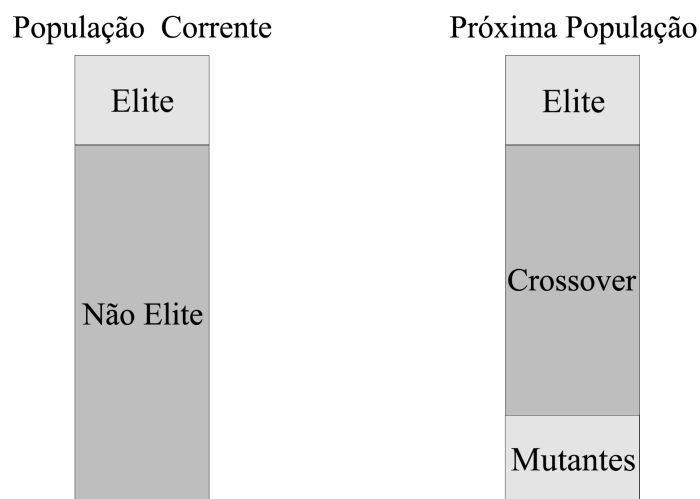 População Corrente
Próxima População
Elite
Elite
Crossover
Não Elite
Mutantes